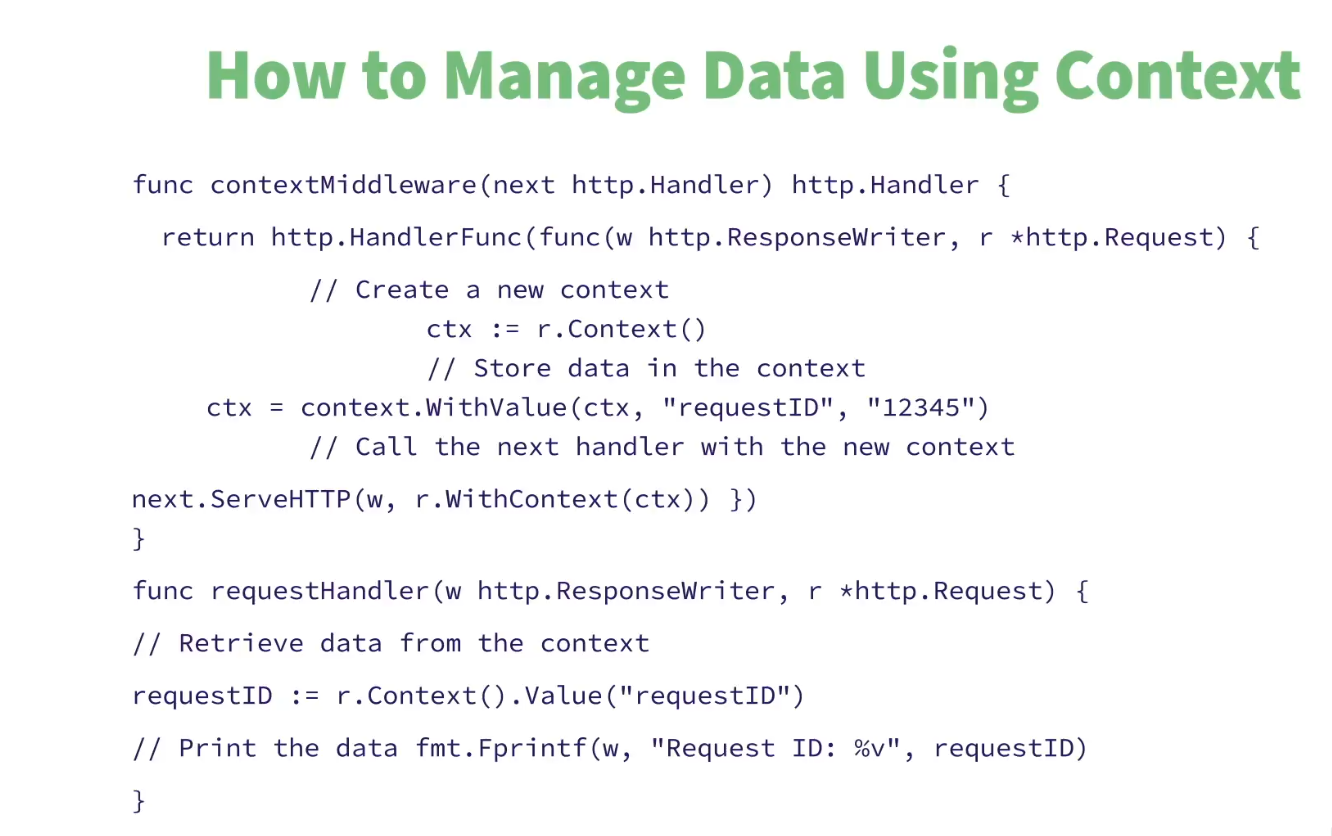 How to Manage Data Using Context
func contextMiddleware(next http.Handler) http.Handler {
return http.HandlerFunc(func(w http.ResponseWriter, r *http.Request) {
// Create a new context
ctx := r.Context()
// Store data in the context
ctx = context.WithValue(ctx, "requestID", "12345")
// Call the next handler with the new context
next.ServeHTTP(w, r.WithContext(ctx)) })
}
func requestHandler(w http.ResponseWriter, r *http.Request) {
// Retrieve data from the context
requestID := r.Context().Value("requestID")
// Print the data fmt.Fprintf(w, "Request ID: %v", requestID)
}